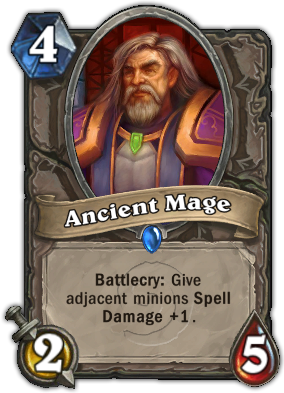 4
Ancient Mage
Battlecry: Give
adjacent minions Spell
Damage +1.
2
5